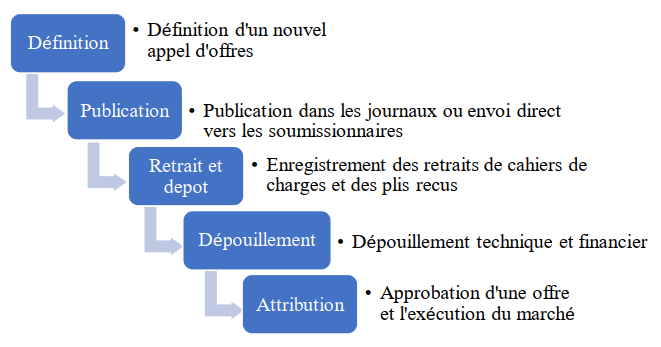 Définition
• Définition d'un nouvel
appel d'offres
Publication
• Publication dans les journaux ou envoi direct
vers les soumissionnaires
Retrait et
depot
• Enregistrement des retraits de cahiers de
charges et des plis recus
Dépouillement
• Dépouillement technique et financier
Attribution
• Approbation d'une offre
et l'exécution du marché